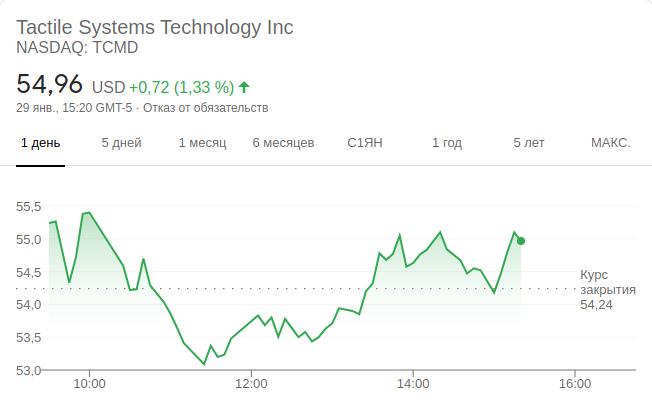 Tactile Systems Technology Inc
NASDAQ: TCMD
54,96 USD +0,72 (1,33 %)
29 янв., 15:20 GMT-5 · Отказ от обязательств
1 день 5 дней 1 месяц 6 месяцев С1ЯН 1 год 5 лет МАКС.
55,5
55,0
54,5
54,0
53,5
53,0
Курс
закрытия
54,24
10:00 12:00 14:00 16:00